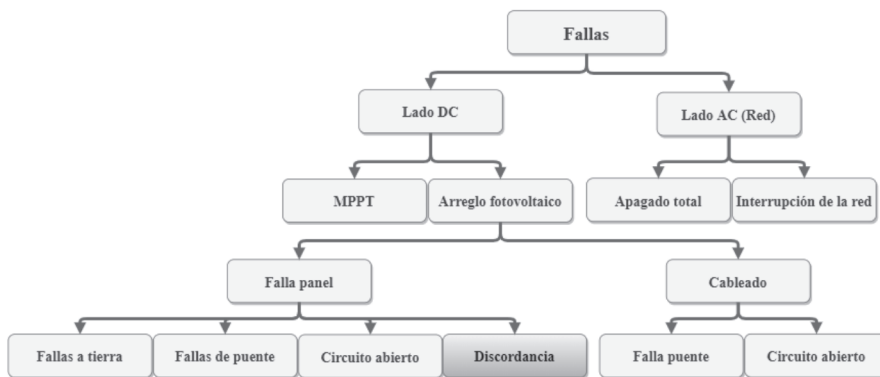 Fallas
Lado DC
Lado AC (Red)
MPPT
Arreglo fotovoltaico
Apagado total
Interrupción de la red
Falla panel
Cableado
Fallas a tierra
Fallas de puente
Circuito abierto
Discordancia
Falla puente
Circuito abierto